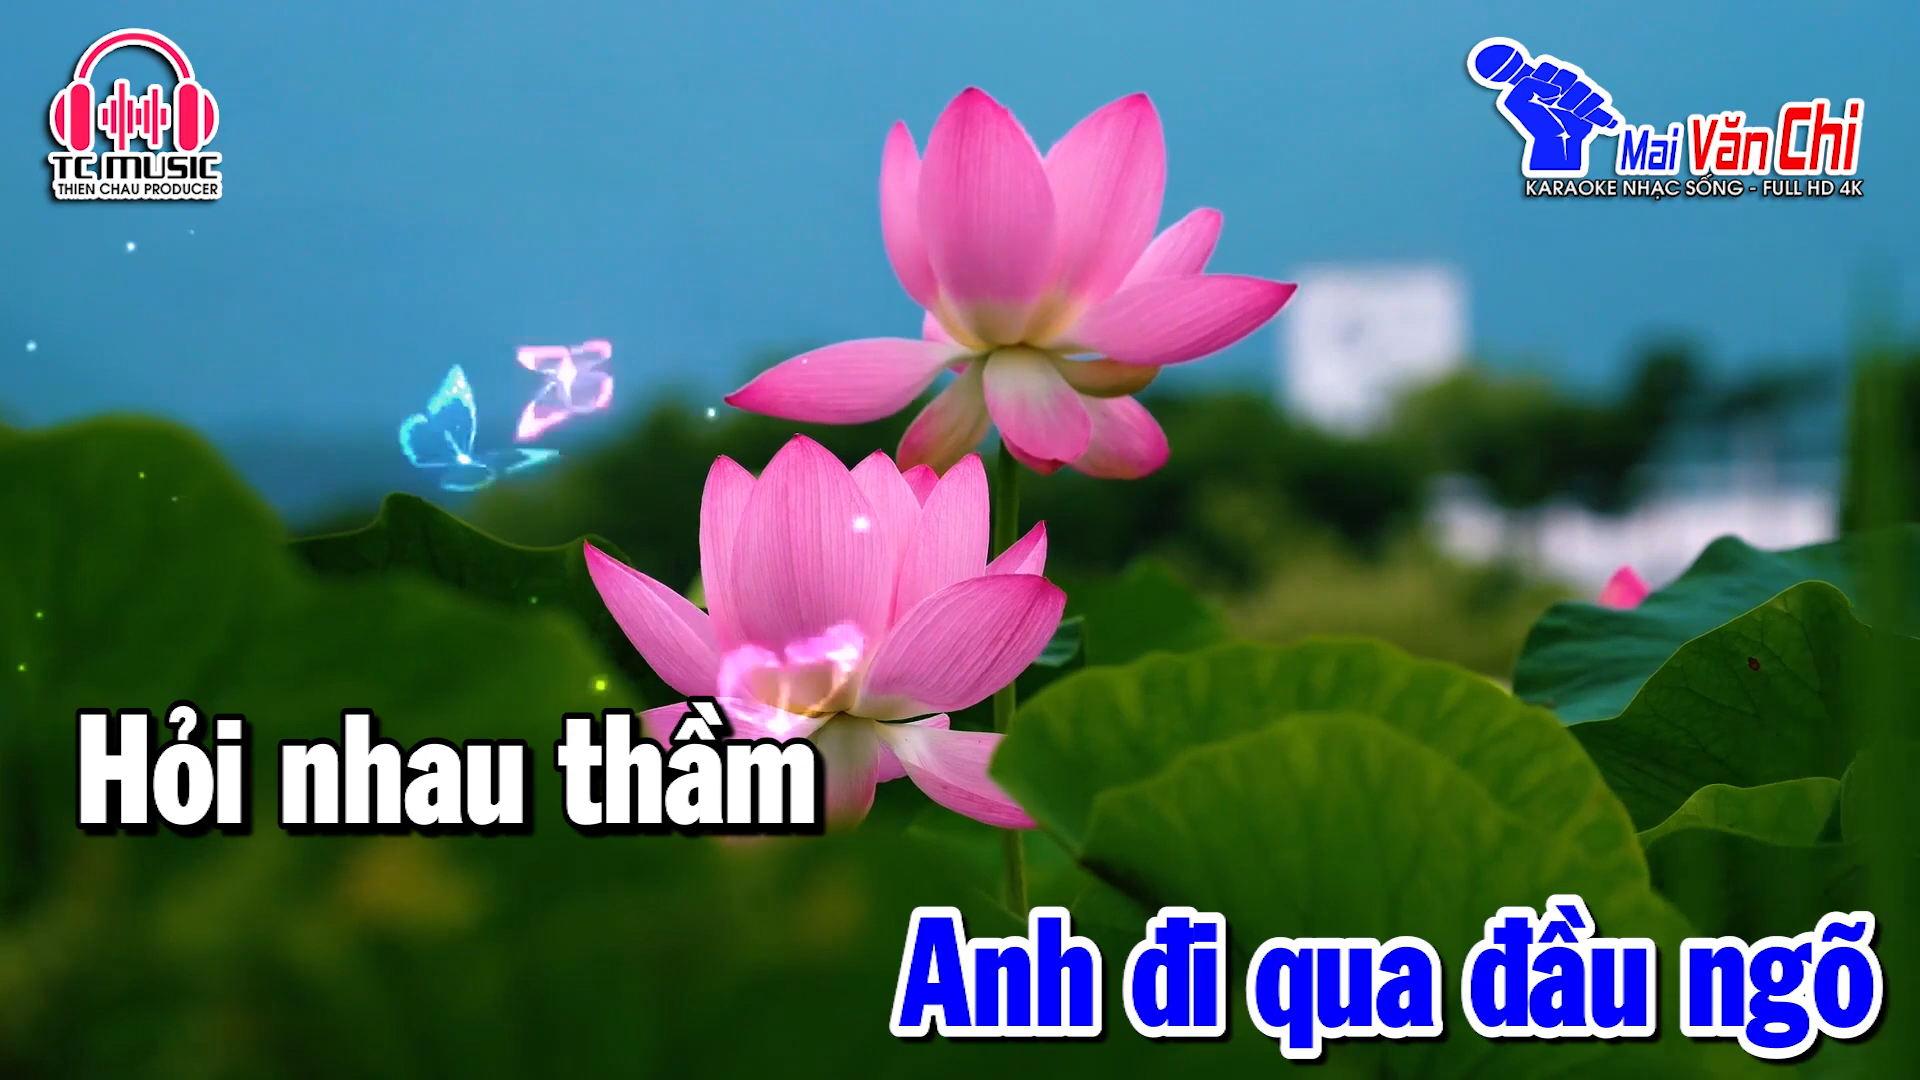 TC MUSIC
THIEN CHAU PRODUCER
Mai Văn Chi
KARAOKE NHẠC SỐNG - FULL HD 4K
Hỏi nhau thầm
Anh đi qua đầu ngõ